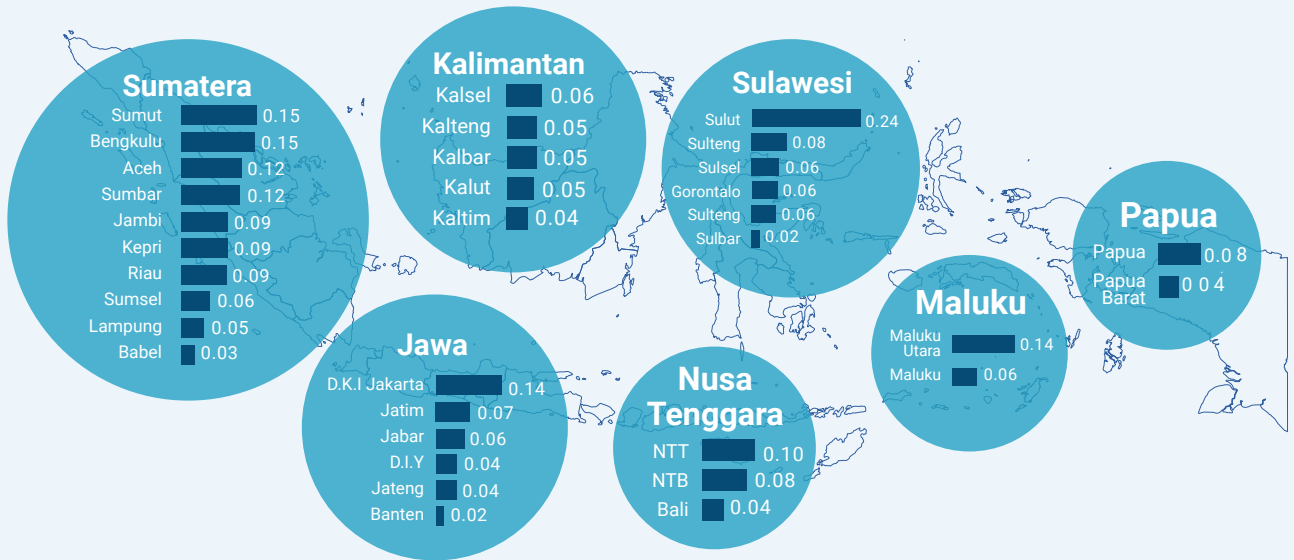 Sumatera
Sumut 0.15
Bengkulu 0.15
Aceh 0.12
Sumbar 0.12
Jambi 0.09
Kepri 0.09
Riau 0.09
Sumsel 0.06
Lampung 0.05
Babel 0.03
Kalimantan
Kalsel 0.06
Kalteng 0.05
Kalbar 0.05
Kalut 0.05
Kaltim 0.04
Sulawesi
Sulut 0.24
Sulteng 0.08
Sulsel 0.06
Gorontalo 0.06
Sulteng 0.06
Sulbar 0.02
Papua
Papua 0.0 8
Papua
Barat 0 0 4
Maluku
Maluku
Utara 0.14
Maluku 0.06
Jawa
D.K.I Jakarta 0.14
Jatim 0.07
Jabar 0.06
D.I.Y 0.04
Jateng 0.04
Banten 0.02
Nusa
Tenggara
NTT 0.10
NTB 0.08
Bali 0.04